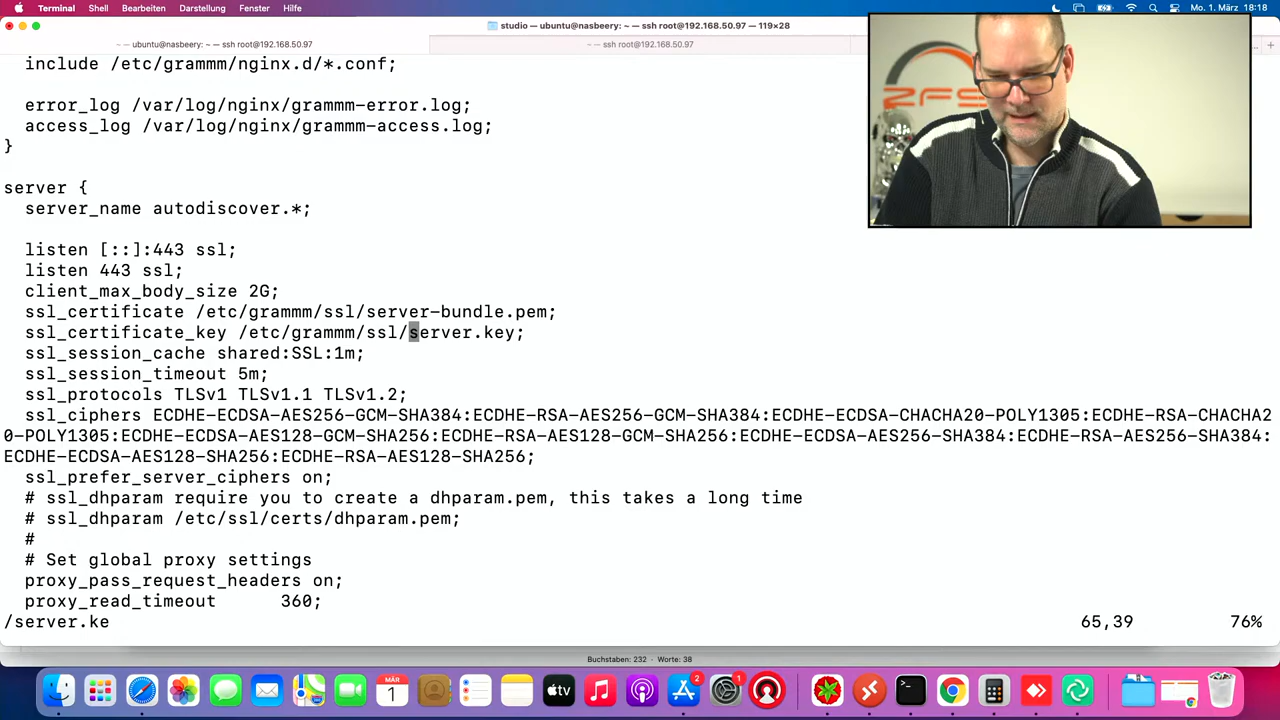 Terminal Shell Bearbeiten Darstellung Fenster Hilfe Mo. 1. März 18:18
studio — ubuntu@nasbeery: ~ — ssh root@192.168.50.97 — 119×28
~ — ubuntu@nasbeery: ~ — ssh root@192.168.50.97 ~ — ssh root@192.168.50.97
include /etc/grammm/nginx.d/*.conf;
error_log /var/log/nginx/grammm-error.log;
access_log /var/log/nginx/grammm-access.log;
}
server {
server_name autodiscover.*;
listen [::]:443 ssl;
listen 443 ssl;
client_max_body_size 2G;
ssl_certificate /etc/grammm/ssl/server-bundle.pem;
ssl_certificate_key /etc/grammm/ssl/server.key;
ssl_session_cache shared:SSL:1m;
ssl_session_timeout 5m;
ssl_protocols TLSv1 TLSv1.1 TLSv1.2;
ssl_ciphers ECDHE-ECDSA-AES256-GCM-SHA384:ECDHE-RSA-AES256-GCM-SHA384:ECDHE-ECDSA-CHACHA20-POLY1305:ECDHE-RSA-CHACHA2
0-POLY1305:ECDHE-ECDSA-AES128-GCM-SHA256:ECDHE-RSA-AES128-GCM-SHA256:ECDHE-ECDSA-AES256-SHA384:ECDHE-RSA-AES256-SHA384:
ECDHE-ECDSA-AES128-SHA256:ECDHE-RSA-AES128-SHA256;
ssl_prefer_server_ciphers on;
# ssl_dhparam require you to create a dhparam.pem, this takes a long time
# ssl_dhparam /etc/ssl/certs/dhparam.pem;
#
# Set global proxy settings
proxy_pass_request_headers on;
proxy_read_timeout 360;
/server.ke 65,39 76%
Buchstaben: 232 · Worte: 38
MÄR
1
2
1
tv
ZFS